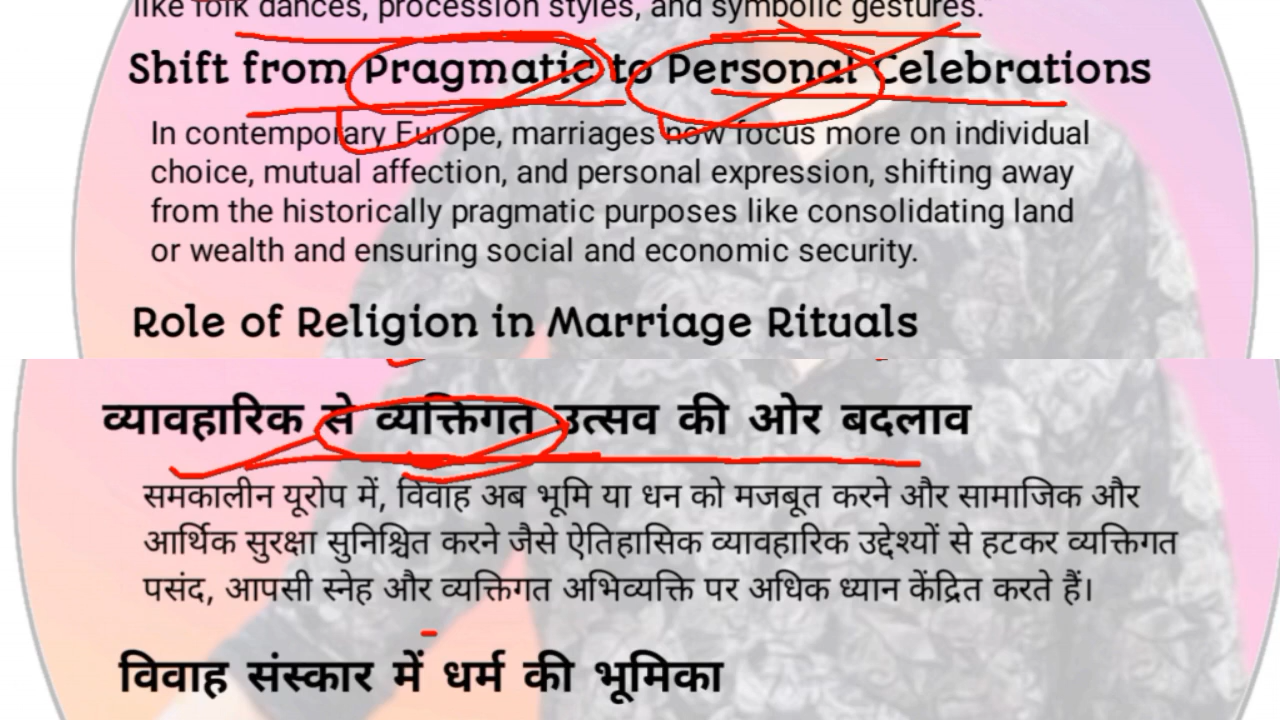 like folk dances, procession styles, and symbolic gestures."
Shift from Pragmatic to Personal Celebrations
In contemporary Europe, marriages now focus more on individual
choice, mutual affection, and personal expression, shifting away
from the historically pragmatic purposes like consolidating land
or wealth and ensuring social and economic security.
Role of Religion in Marriage Rituals
व्यावहारिक से व्यक्तिगत उत्सव की ओर बदलाव
समकालीन यूरोप में, विवाह अब भूमि या धन को मजबूत करने और सामाजिक और
आर्थिक सुरक्षा सुनिश्चित करने जैसे ऐतिहासिक व्यावहारिक उद्देश्यों से हटकर व्यक्तिगत
पसंद, आपसी स्नेह और व्यक्तिगत अभिव्यक्ति पर अधिक ध्यान केंद्रित करते हैं।
विवाह संस्कार में धर्म की भूमिका